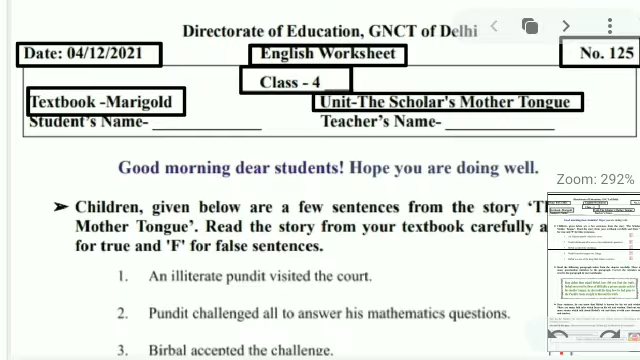 Directorate of Education, GNCT of Delhi
Date: 04/12/2021 English Worksheet No. 125
Class - 4
Textbook -Marigold Unit-The Scholar's Mother Tongue
Student's Name- ____________ Teacher's Name- ____________
Good morning dear students! Hope you are doing well.
Zoom: 292%
➤ Children, given below are a few sentences from the story
Mother Tongue'. Read the story from your textbook carefully
for true and 'F' for false sentences.
1. An illiterate pundit visited the court.
2. Pundit challenged all to answer his mathematics questions.
3. Birbal accepted the challenge.